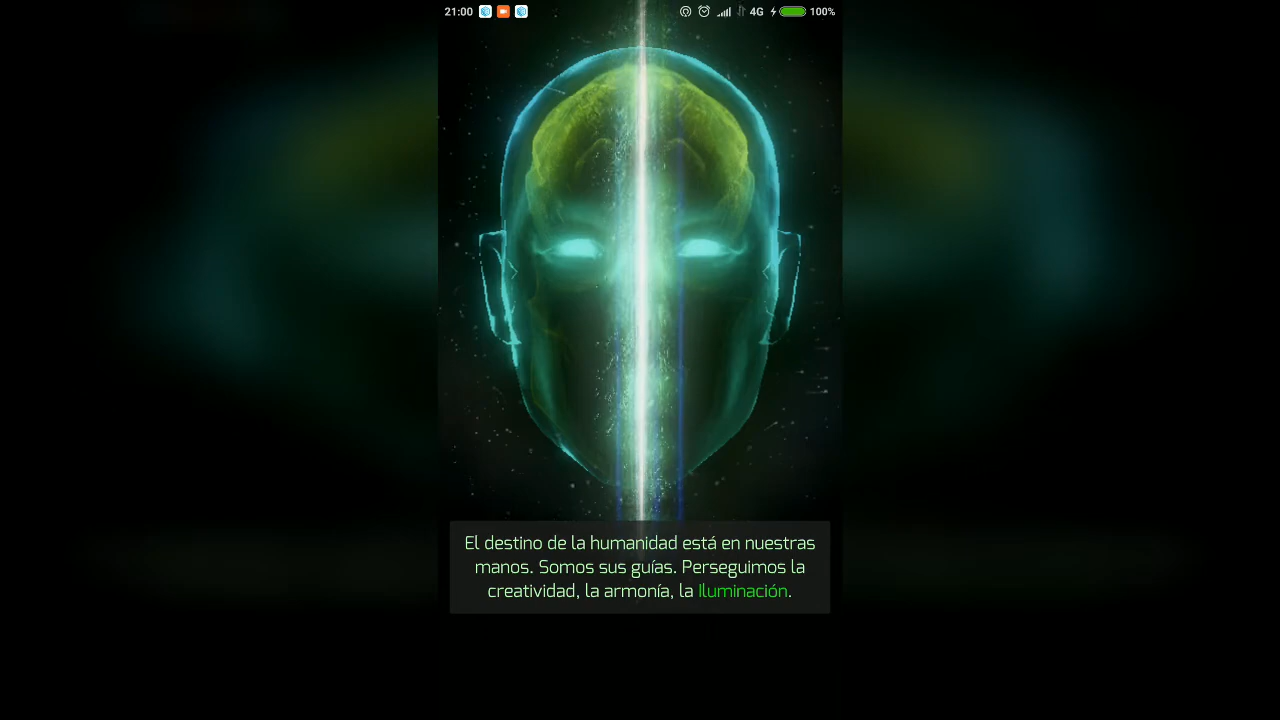 21:00 4G 100%
El destino de la humanidad está en nuestras
manos. Somos sus guías. Perseguimos la
creatividad, la armonía, la Iluminación.